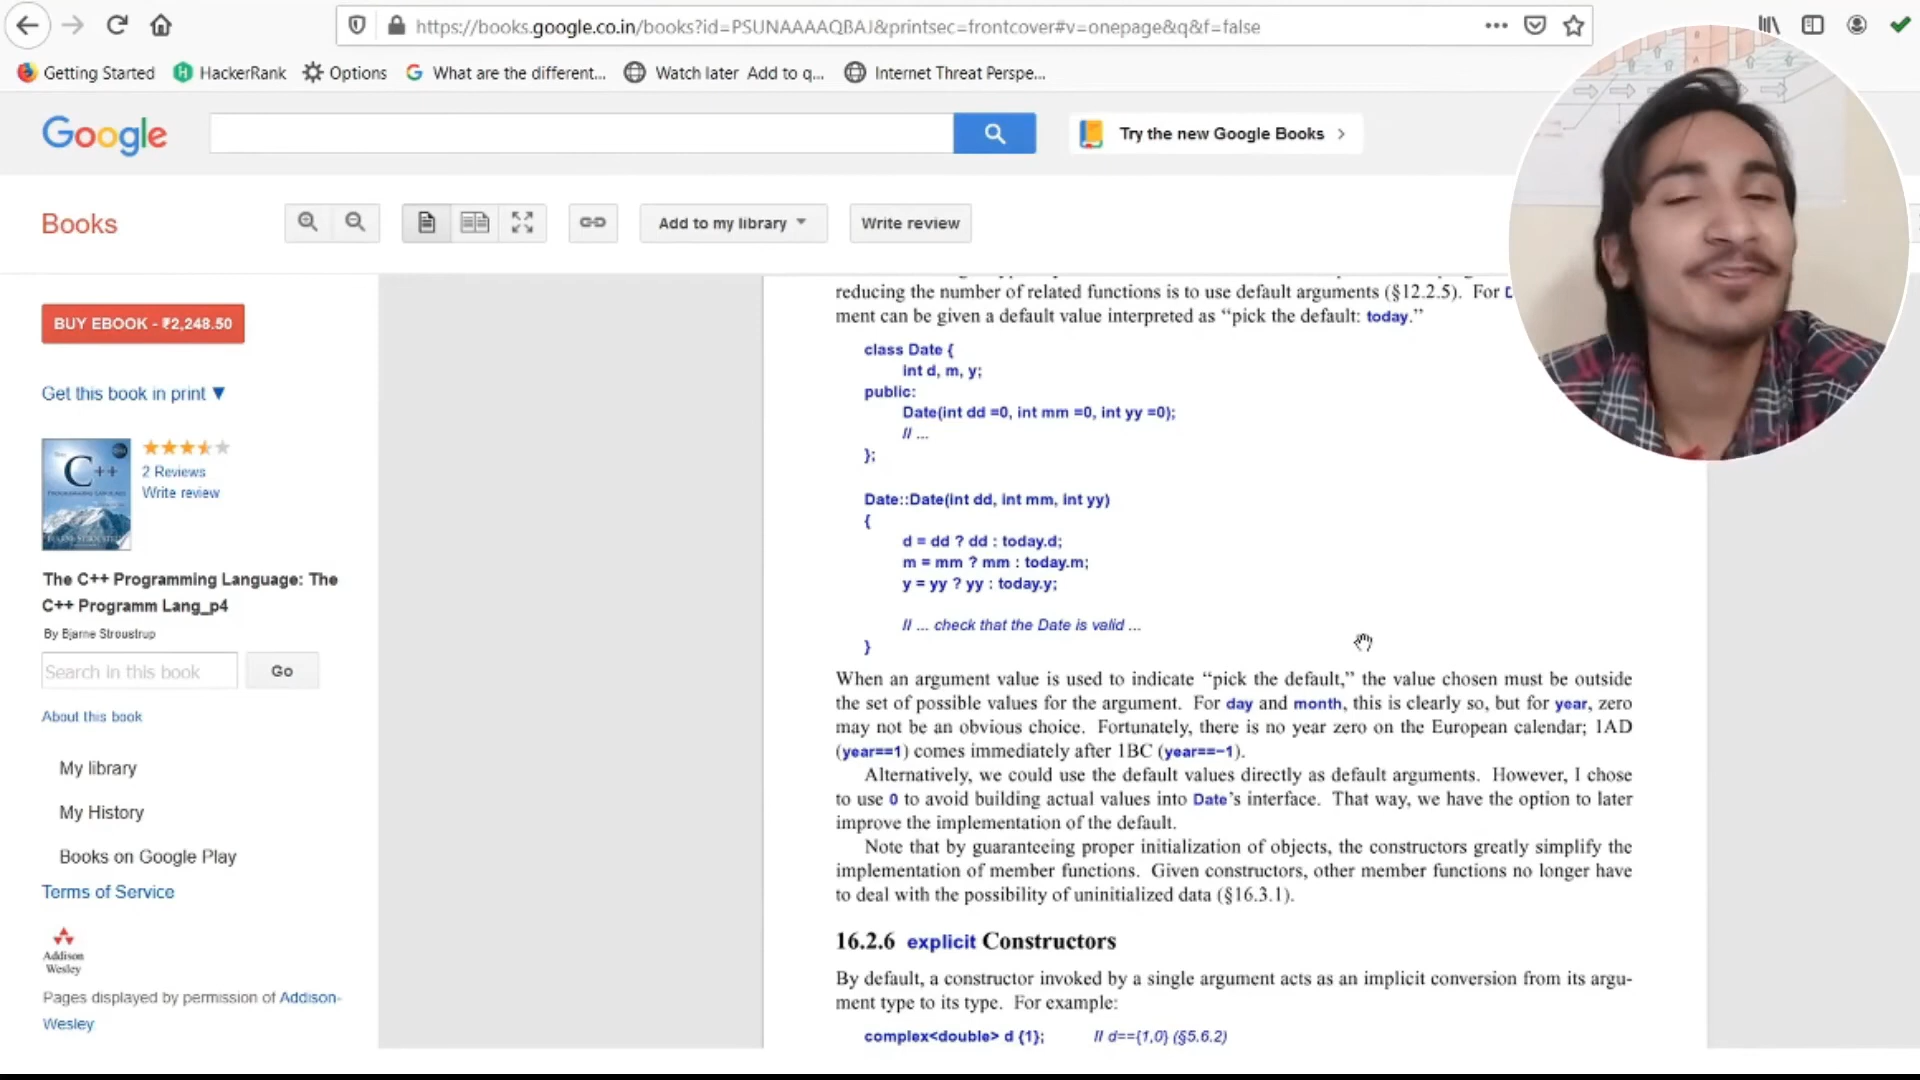 https://books.google.co.in/books?id=PSUNAAAAQBAJ&printsec=frontcover#v=onepage&q&f=false
Getting Started HackerRank Options What are the different... Watch later Add to q... Internet Threat Perspe...
Google
Try the new Google Books
Books
Add to my library
Write review
BUY EBOOK - ₹2,248.50
Get this book in print ▼
C++
2 Reviews
Write review
The C++ Programming Language: The
C++ Programm Lang_p4
By Bjarne Stroustrup
Search in this book
Go
About this book
My library
My History
Books on Google Play
Terms of Service
Addison
Wesley
Pages displayed by permission of Addison-
Wesley
reducing the number of related functions is to use default arguments (§12.2.5). For
ment can be given a default value interpreted as “pick the default: today.”
class Date {
int d, m, y;
public:
Date(int dd =0, int mm =0, int yy =0);
// ...
};
Date::Date(int dd, int mm, int yy)
{
d = dd ? dd : today.d;
m = mm ? mm : today.m;
y = yy ? yy : today.y;
// ... check that the Date is valid ...
}
When an argument value is used to indicate “pick the default,” the value chosen must be outside
the set of possible values for the argument. For day and month, this is clearly so, but for year, zero
may not be an obvious choice. Fortunately, there is no year zero on the European calendar; 1AD
(year==1) comes immediately after 1BC (year==−1).
Alternatively, we could use the default values directly as default arguments. However, I chose
to use 0 to avoid building actual values into Date’s interface. That way, we have the option to later
improve the implementation of the default.
Note that by guaranteeing proper initialization of objects, the constructors greatly simplify the
implementation of member functions. Given constructors, other member functions no longer have
to deal with the possibility of uninitialized data (§16.3.1).
16.2.6 explicit Constructors
By default, a constructor invoked by a single argument acts as an implicit conversion from its argu-
ment type to its type. For example:
complex<double> d {1}; // d=={1,0} (§5.6.2)